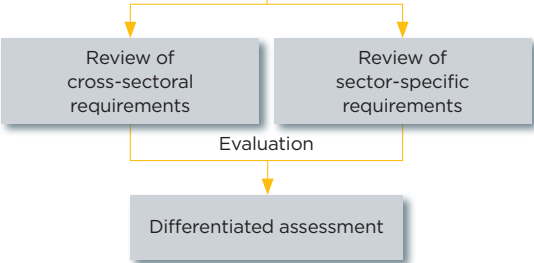 Review of
cross-sectoral
requirements
Review of
sector-specific
requirements
Evaluation
Differentiated assessment